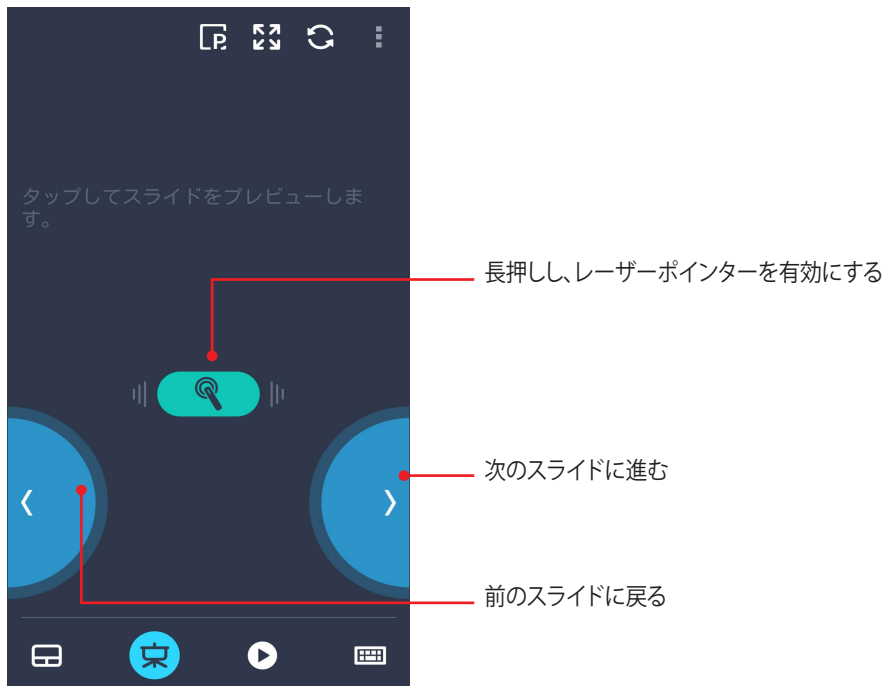 タップしてスライドをプレビューしま
す。
長押しし、レーザーポインターを有効にする
次のスライドに進む
前のスライドに戻る